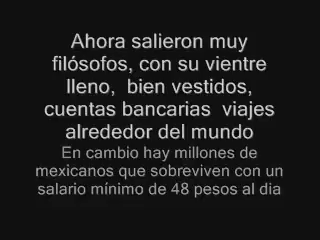 Ahora salieron muy
filósofos, con su vientre
lleno,  bien vestidos,
cuentas bancarias  viajes
alrededor del mundo
En cambio hay millones de
mexicanos que sobreviven con un
salario mínimo de 48 pesos al dia